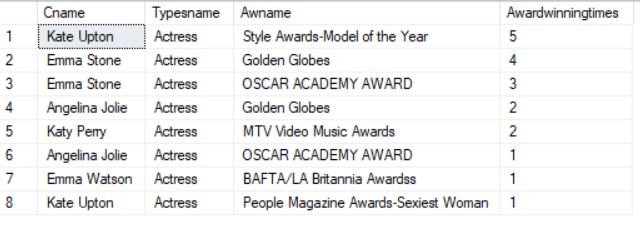 Cname Typesname Awname Awardwinningtimes
1 Kate Upton Actress Style Awards-Model of the Year 5
2 Emma Stone Actress Golden Globes 4
3 Emma Stone Actress OSCAR ACADEMY AWARD 3
4 Angelina Jolie Actress Golden Globes 2
5 Katy Perry Actress MTV Video Music Awards 2
6 Angelina Jolie Actress OSCAR ACADEMY AWARD 1
7 Emma Watson Actress BAFTA/LA Britannia Awardss 1
8 Kate Upton Actress People Magazine Awards-Sexiest Woman 1